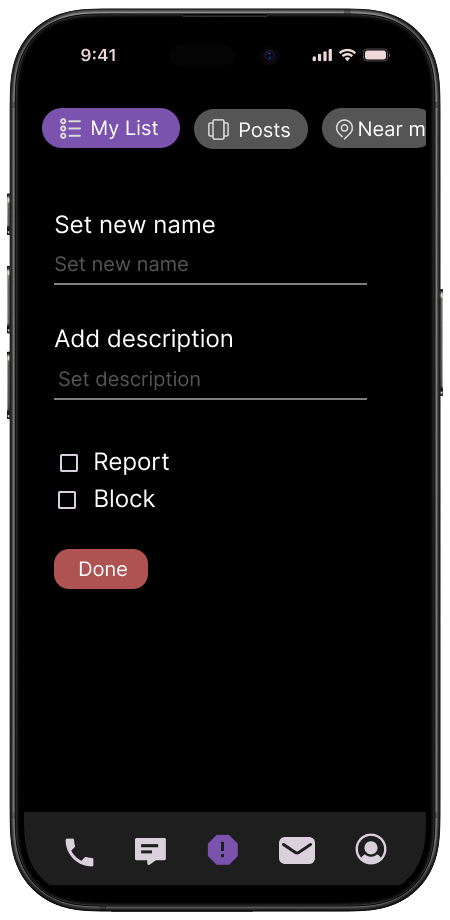 9:41
My List
Posts
Near m
Set new name
Set new name
Add description
Set description
Report
Block
Done